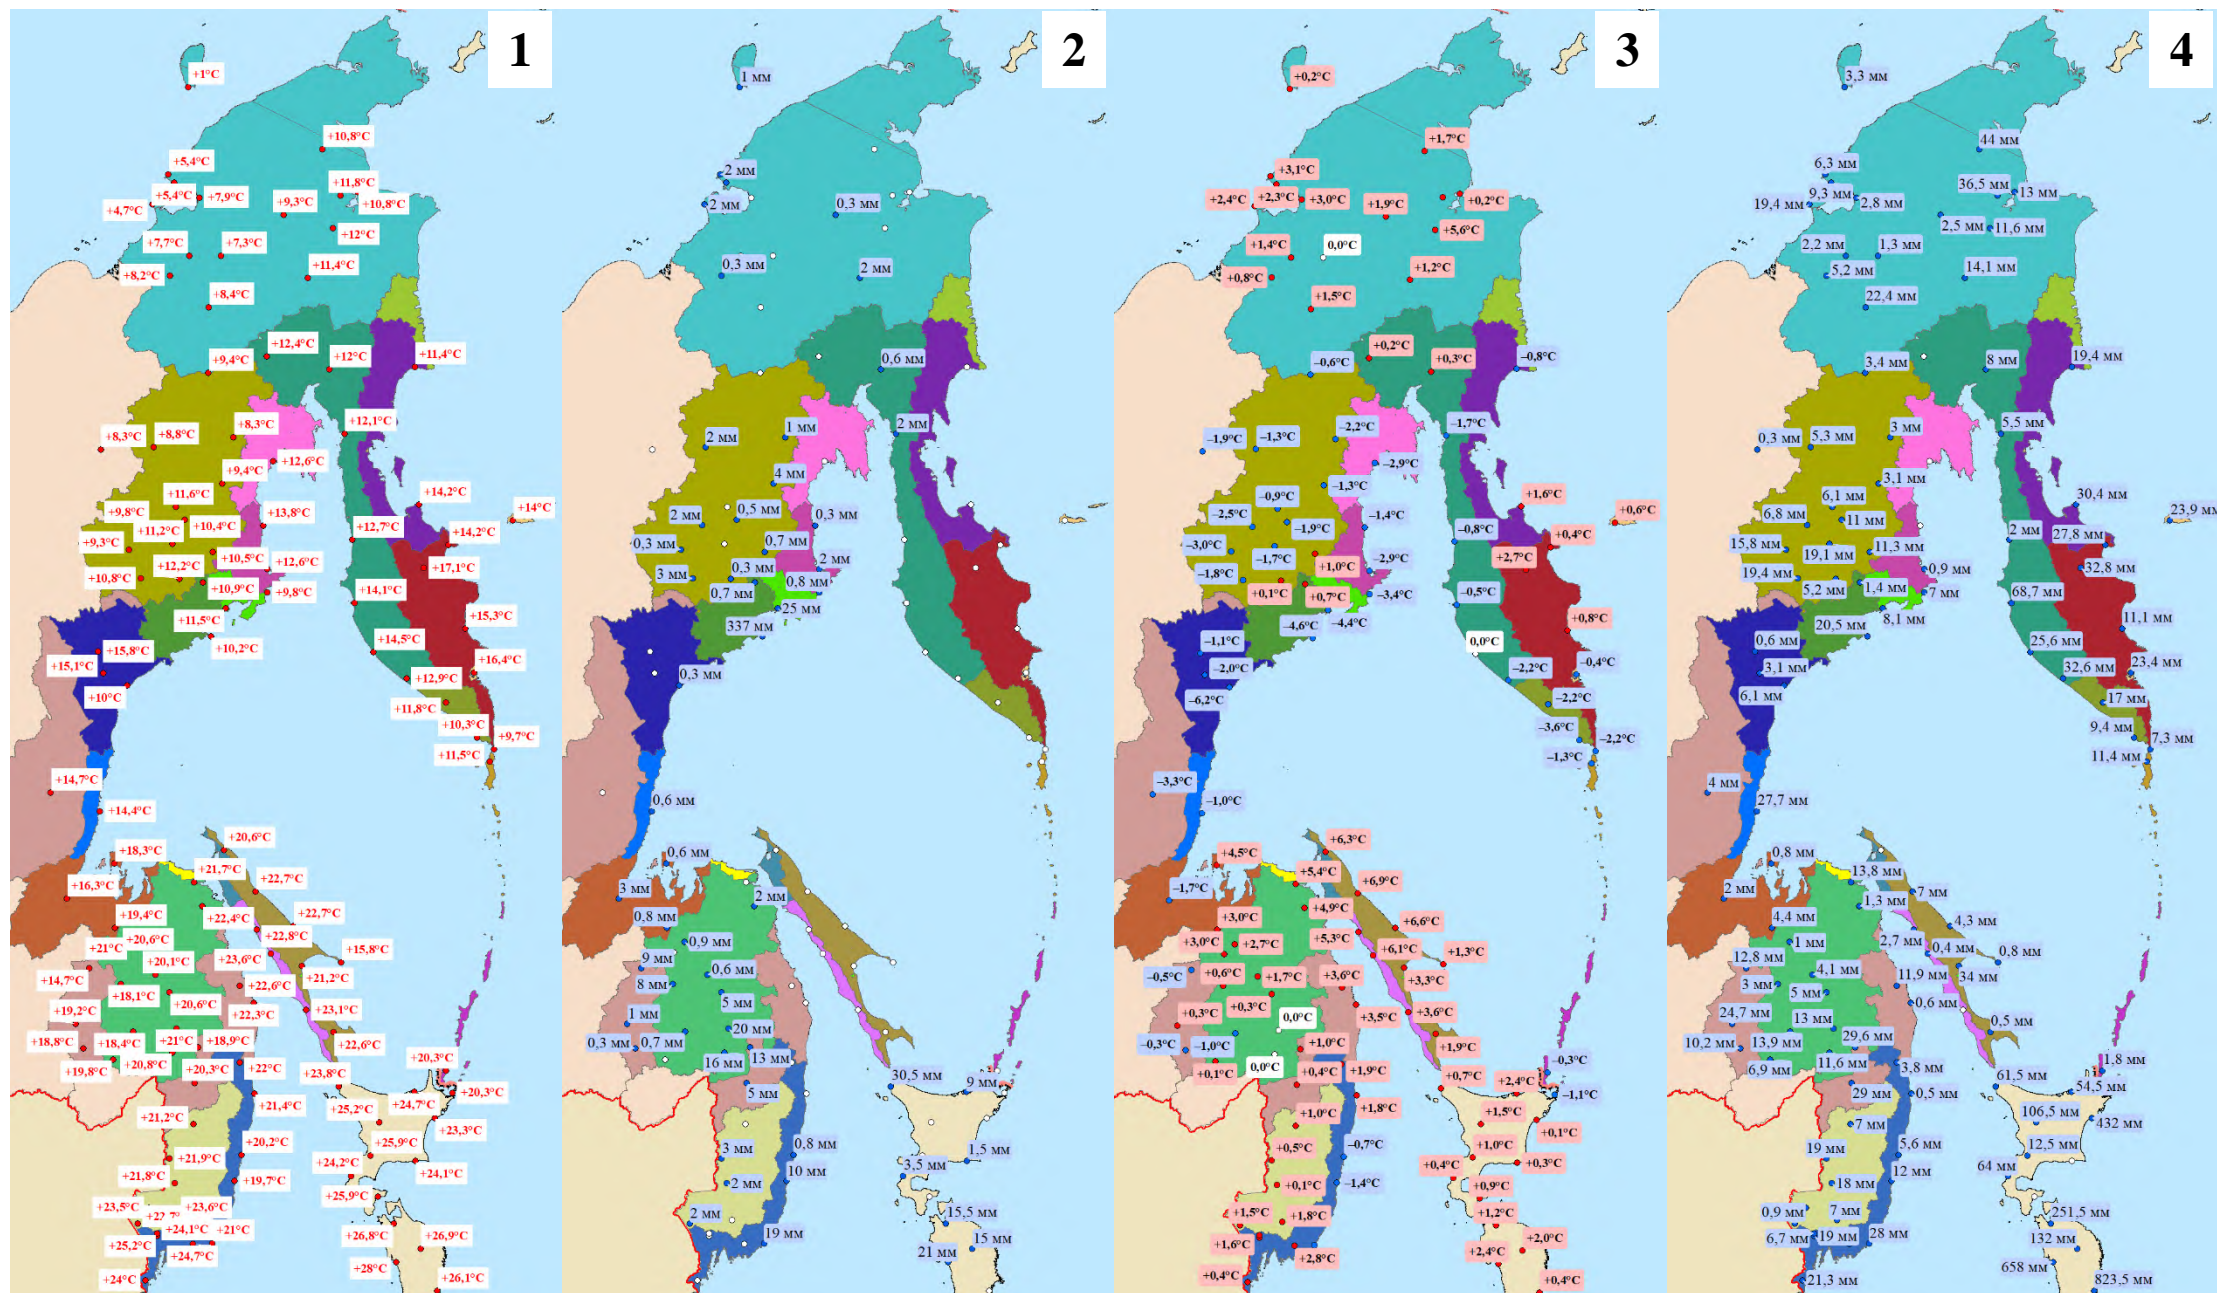 1
+1°C
+10,8°C
+5,4°C
+5,4°C
+7,9°C
+11,8°C
+4,7°C
+9,3°C
+10,8°C
+12°C
+7,7°C
+7,3°C
+8,2°C
+11,4°C
+8,4°C
+12,4°C
+9,4°C
+12°C
+11,4°C
+12,1°C
+8,3°C
+8,8°C
+8,3°C
+12,6°C
+9,4°C
+11,6°C
+14,2°C
+14°C
+9,8°C
+11,2°C
+10,4°C
+13,8°C
+12,7°C
+14,2°C
+9,3°C
+10,5°C
+12,6°C
+17,1°C
+10,8°C
+12,2°C
+10,9°C
+9,8°C
+14,1°C
+11,5°C
+15,3°C
+10,2°C
+14,5°C
+15,8°C
+15,1°C
+16,4°C
+10°C
+12,9°C
+11,8°C
+10,3°C
+9,7°C
+11,5°C
+14,7°C
+14,4°C
+20,6°C
+18,3°C
+21,7°C
+16,3°C
+22,7°C
+19,4°C
+22,4°C
+22,7°C
+21°C
+20,6°C
+22,8°C
+15,8°C
+23,6°C
+20,1°C
+14,7°C
+21,2°C
+18,1°C
+22,6°C
+20,6°C
+19,2°C
+22,3°C
+23,1°C
+18,8°C
+18,4°C
+21°C
+18,9°C
+22,6°C
+20,3°C
+19,8°C
+20,8°C
+20,3°C
+22°C
+23,8°C
+20,3°C
+21,4°C
+25,2°C
+24,7°C
+21,2°C
+23,3°C
+20,2°C
+25,9°C
+21,9°C
+24,2°C
+24,1°C
+21,8°C
+19,7°C
+25,9°C
+23,5°C
+23,6°C
+24,1°C
+21°C
+26,8°C
+26,9°C
+25,2°C
+24,7°C
+28°C
+24°C
+26,1°C
2
1 мм
2 мм
2 мм
0,3 мм
0,3 мм
2 мм
0,6 мм
2 мм
1 мм
2 мм
4 мм
2 мм
0,5 мм
0,3 мм
0,3 мм
0,7 мм
2 мм
3 мм
0,3 мм
0,7 мм
0,8 мм
25 мм
337 мм
0,3 мм
0,6 мм
0,6 мм
3 мм
2 мм
0,8 мм
0,9 мм
9 мм
0,6 мм
8 мм
5 мм
1 мм
20 мм
0,3 мм
0,7 мм
16 мм
13 мм
5 мм
30,5 мм
9 мм
0,8 мм
3 мм
1,5 мм
10 мм
3,5 мм
2 мм
2 мм
15,5 мм
19 мм
15 мм
21 мм
3
+0,2°C
+1,7°C
+3,1°C
+2,4°C
+2,3°C
+3,0°C
+0,2°C
+1,9°C
+5,6°C
+1,4°C
0,0°C
+0,8°C
+1,2°C
+1,5°C
+0,2°C
−0,6°C
+0,3°C
−0,8°C
−1,7°C
−1,9°C
−1,3°C
−2,2°C
−2,9°C
−1,3°C
−0,9°C
+1,6°C
+0,6°C
−2,5°C
−1,9°C
−1,4°C
−0,8°C
+0,4°C
−3,0°C
−1,7°C
+1,0°C
−2,9°C
+2,7°C
−1,8°C
+0,1°C
+0,7°C
−3,4°C
−0,5°C
−4,4°C
−4,6°C
+0,8°C
0,0°C
−1,1°C
−2,0°C
−0,4°C
−6,2°C
−2,2°C
−2,2°C
−3,6°C
−2,2°C
−1,3°C
−3,3°C
−1,0°C
+6,3°C
+4,5°C
+5,4°C
−1,7°C
+6,9°C
+3,0°C
+4,9°C
+6,6°C
+3,0°C
+2,7°C
+5,3°C
+6,1°C
+1,3°C
−0,5°C
+0,6°C
+1,7°C
+3,6°C
+3,3°C
+0,3°C
+0,3°C
0,0°C
+3,5°C
+3,6°C
−0,3°C
−1,0°C
+1,0°C
+1,9°C
−0,3°C
+0,1°C
0,0°C
+0,4°C
+1,9°C
+0,7°C
+2,4°C
−1,1°C
+1,8°C
+1,0°C
+1,5°C
+0,1°C
−0,7°C
+0,5°C
+1,0°C
+0,4°C
+0,3°C
+0,1°C
−1,4°C
+0,9°C
+1,5°C
+1,8°C
+1,2°C
+1,6°C
+2,8°C
+2,4°C
+2,0°C
+0,4°C
+0,4°C
4
3,3 мм
44 мм
6,3 мм
9,3 мм
19,4 мм
2,8 мм
36,5 мм
13 мм
2,5 мм
11,6 мм
2,2 мм
1,3 мм
5,2 мм
14,1 мм
22,4 мм
3,4 мм
8 мм
19,4 мм
5,5 мм
0,3 мм
5,3 мм
3 мм
3,1 мм
6,1 мм
30,4 мм
23,9 мм
6,8 мм
11 мм
2 мм
27,8 мм
15,8 мм
19,1 мм
11,3 мм
0,9 мм
32,8 мм
19,4 мм
5,2 мм
1,4 мм
7 мм
68,7 мм
8,1 мм
20,5 мм
11,1 мм
0,6 мм
25,6 мм
3,1 мм
32,6 мм
23,4 мм
6,1 мм
17 мм
9,4 мм
7,3 мм
11,4 мм
4 мм
27,7 мм
0,8 мм
13,8 мм
2 мм
7 мм
1,3 мм
4,4 мм
4,3 мм
1 мм
2,7 мм
0,4 мм
0,8 мм
12,8 мм
4,1 мм
11,9 мм
34 мм
3 мм
5 мм
0,6 мм
24,7 мм
13 мм
29,6 мм
0,5 мм
10,2 мм
13,9 мм
6,9 мм
11,6 мм
3,8 мм
1,8 мм
29 мм
0,5 мм
61,5 мм
54,5 мм
106,5 мм
432 мм
7 мм
5,6 мм
19 мм
12,5 мм
12 мм
64 мм
18 мм
0,9 мм
7 мм
251,5 мм
6,7 мм
19 мм
28 мм
132 мм
658 мм
21,3 мм
823,5 мм